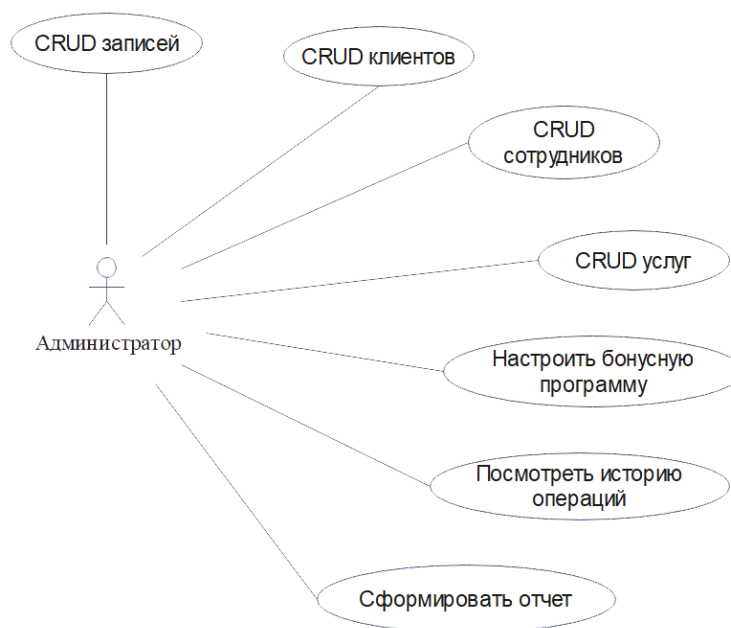 CRUD записей
CRUD клиентов
CRUD
сотрудников
CRUD услуг
Администратор
Настроить бонусную
программу
Посмотреть историю
операций
Сформировать отчет